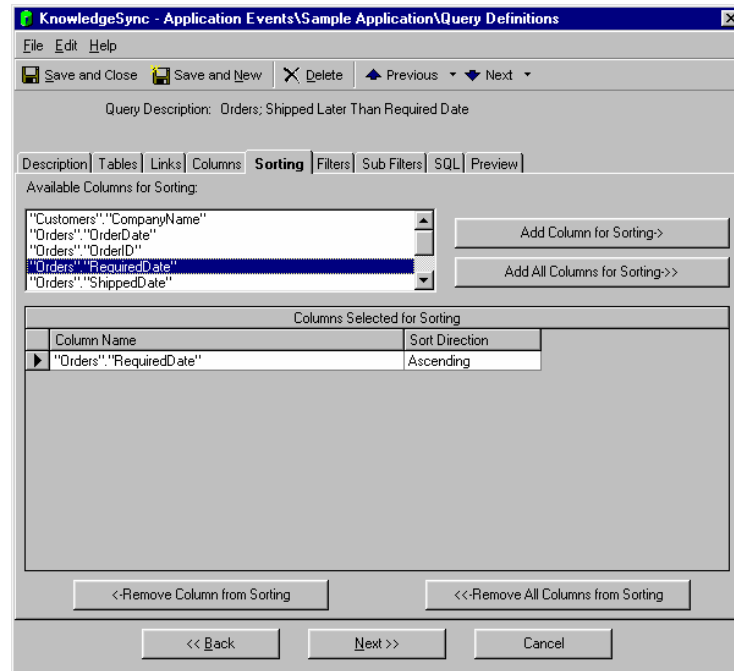 KnowledgeSync - Application Events\Sample Application\Query Definitions
File Edit Help
Save and Close Save and New Delete Previous Next
Query Description: Orders; Shipped Later Than Required Date
Description Tables Links Columns Sorting Filters Sub Filters SQL Preview
Available Columns for Sorting:
"Customers"."CompanyName"
"Orders"."OrderDate"
"Orders"."OrderID"
"Orders"."RequiredDate"
"Orders"."ShippedDate"
Add Column for Sorting->
Add All Columns for Sorting->>
Columns Selected for Sorting
Column Name Sort Direction
"Orders"."RequiredDate" Ascending
<-Remove Column from Sorting <<-Remove All Columns from Sorting
<< Back Next >> Cancel